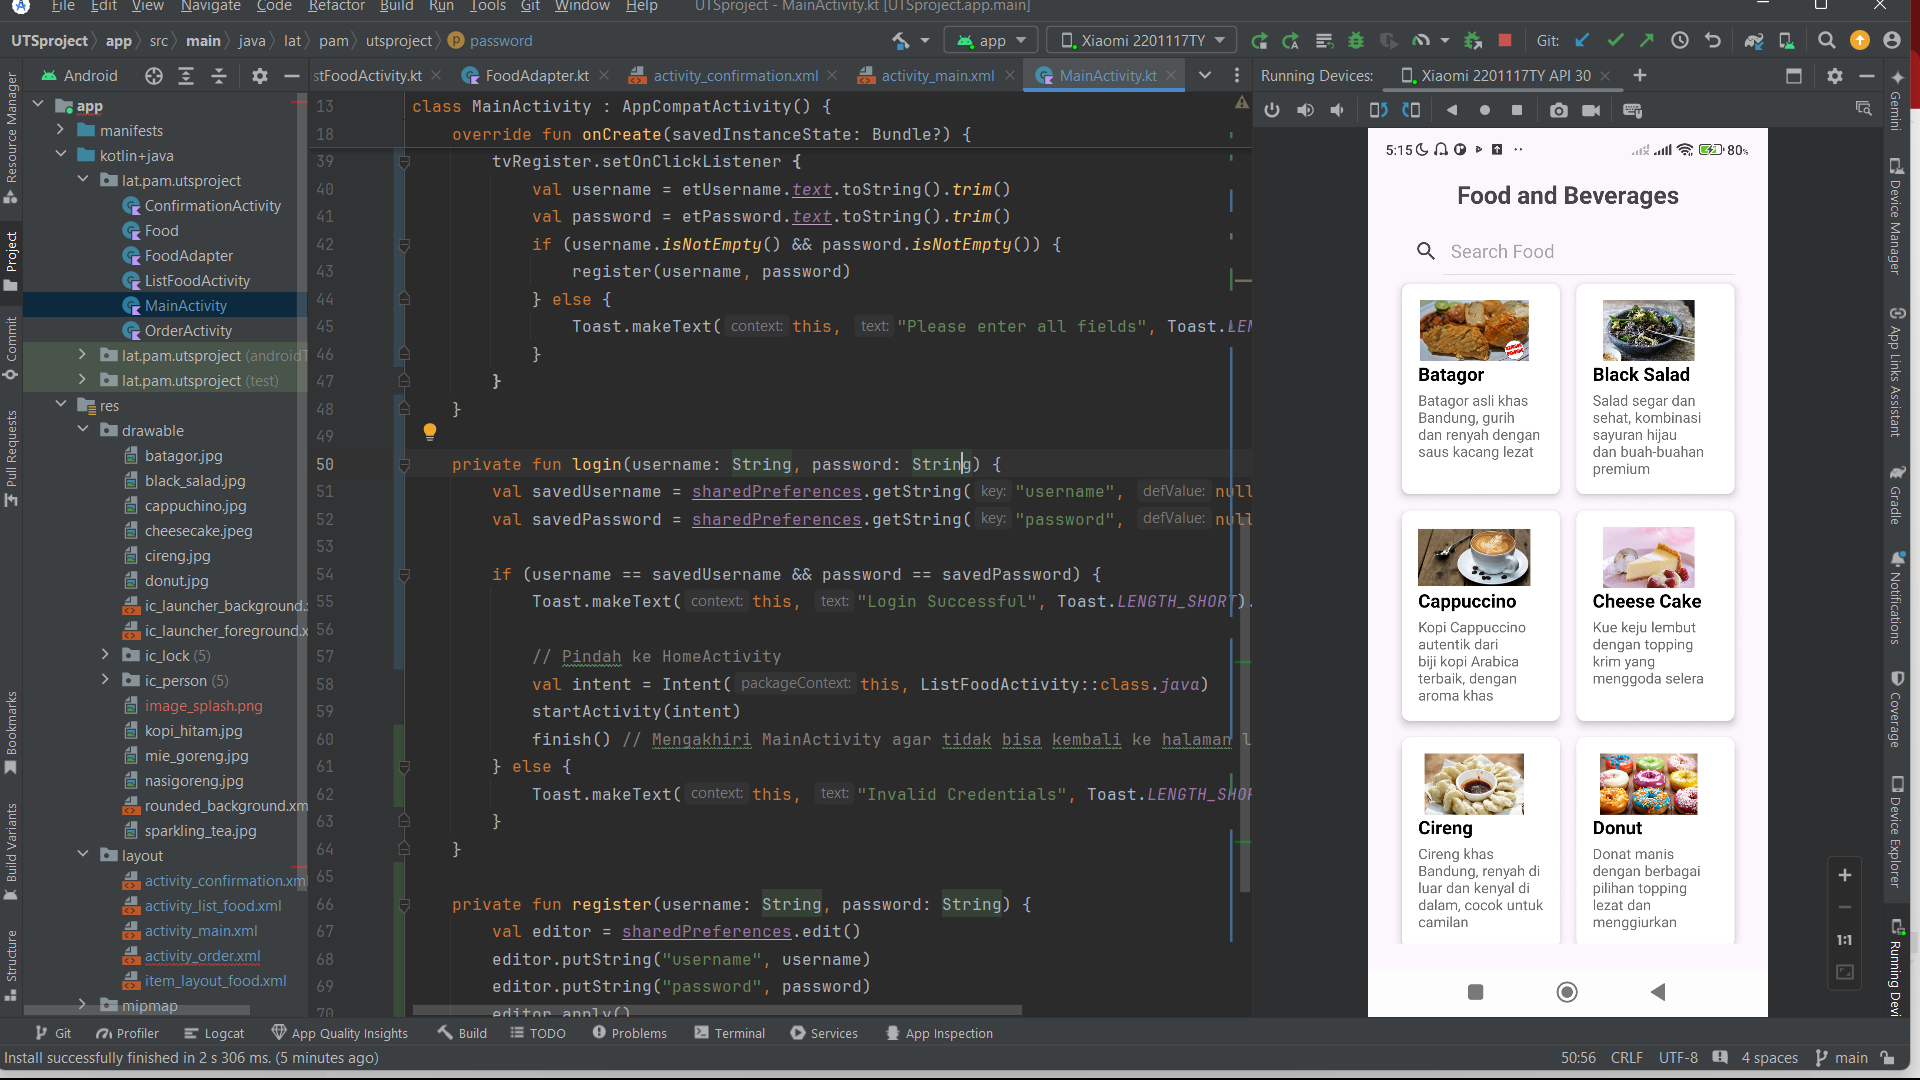 File Edit View Navigate Code Refactor Build Run Tools Git Window Help UTSproject - MainActivity.kt [UTSproject.app.main]
UTSproject app src main java lat pam utsproject password
app Xiaomi 2201117TY Git:
Android
stFoodActivity.kt FoodAdapter.kt activity_confirmation.xml activity_main.xml MainActivity.kt
Running Devices: Xiaomi 2201117TY API 30
Resource Manager
Project
Commit
Pull Requests
Bookmarks
Build Variants
Structure
app
manifests
kotlin+java
lat.pam.utsproject
ConfirmationActivity
Food
FoodAdapter
ListFoodActivity
MainActivity
OrderActivity
lat.pam.utsproject (androidT
lat.pam.utsproject (test)
res
drawable
batagor.jpg
black_salad.jpg
cappuchino.jpg
cheesecake.jpeg
cireng.jpg
donut.jpg
ic_launcher_background.
ic_launcher_foreground.x
ic_lock (5)
ic_person (5)
image_splash.png
kopi_hitam.jpg
mie_goreng.jpg
nasigoreng.jpg
rounded_background.xm
sparkling_tea.jpg
layout
activity_confirmation.xml
activity_list_food.xml
activity_main.xml
activity_order.xml
item_layout_food.xml
mipmap
13 class MainActivity : AppCompatActivity() {
18 override fun onCreate(savedInstanceState: Bundle?) {
39 tvRegister.setOnClickListener {
40 val username = etUsername.text.toString().trim()
41 val password = etPassword.text.toString().trim()
42 if (username.isNotEmpty() && password.isNotEmpty()) {
43 register(username, password)
44 } else {
45 Toast.makeText( context: this, text: "Please enter all fields", Toast.LEN
46 }
47 }
48 }
49
50 private fun login(username: String, password: String) {
51 val savedUsername = sharedPreferences.getString( key: "username", defValue: null
52 val savedPassword = sharedPreferences.getString( key: "password", defValue: null
53
54 if (username == savedUsername && password == savedPassword) {
55 Toast.makeText( context: this, text: "Login Successful", Toast.LENGTH_SHORT).
56
57 // Pindah ke HomeActivity
58 val intent = Intent( packageContext: this, ListFoodActivity::class.java)
59 startActivity(intent)
60 finish() // Mengakhiri MainActivity agar tidak bisa kembali ke halaman l
61 } else {
62 Toast.makeText( context: this, text: "Invalid Credentials", Toast.LENGTH_SHOR
63 }
64 }
65
66 private fun register(username: String, password: String) {
67 val editor = sharedPreferences.edit()
68 editor.putString("username", username)
69 editor.putString("password", password)
70 editor.apply()
5:15 80%
Food and Beverages
Search Food
Batagor
Batagor asli khas
Bandung, gurih
dan renyah dengan
saus kacang lezat
Black Salad
Salad segar dan
sehat, kombinasi
sayuran hijau
dan buah-buahan
premium
Cappuccino
Kopi Cappuccino
autentik dari
biji kopi Arabica
terbaik, dengan
aroma khas
Cheese Cake
Kue keju lembut
dengan topping
krim yang
menggoda selera
Cireng
Cireng khas
Bandung, renyah di
luar dan kenyal di
dalam, cocok untuk
camilan
Donut
Donat manis
dengan berbagai
pilihan topping
lezat dan
menggiurkan
1:1
Gemini
Device Manager
App Links Assistant
Gradle
Notifications
Coverage
Device Explorer
Running Devi
Git Profiler Logcat App Quality Insights Build TODO Problems Terminal Services App Inspection
Install successfully finished in 2 s 306 ms. (5 minutes ago)
50:56 CRLF UTF-8 4 spaces main